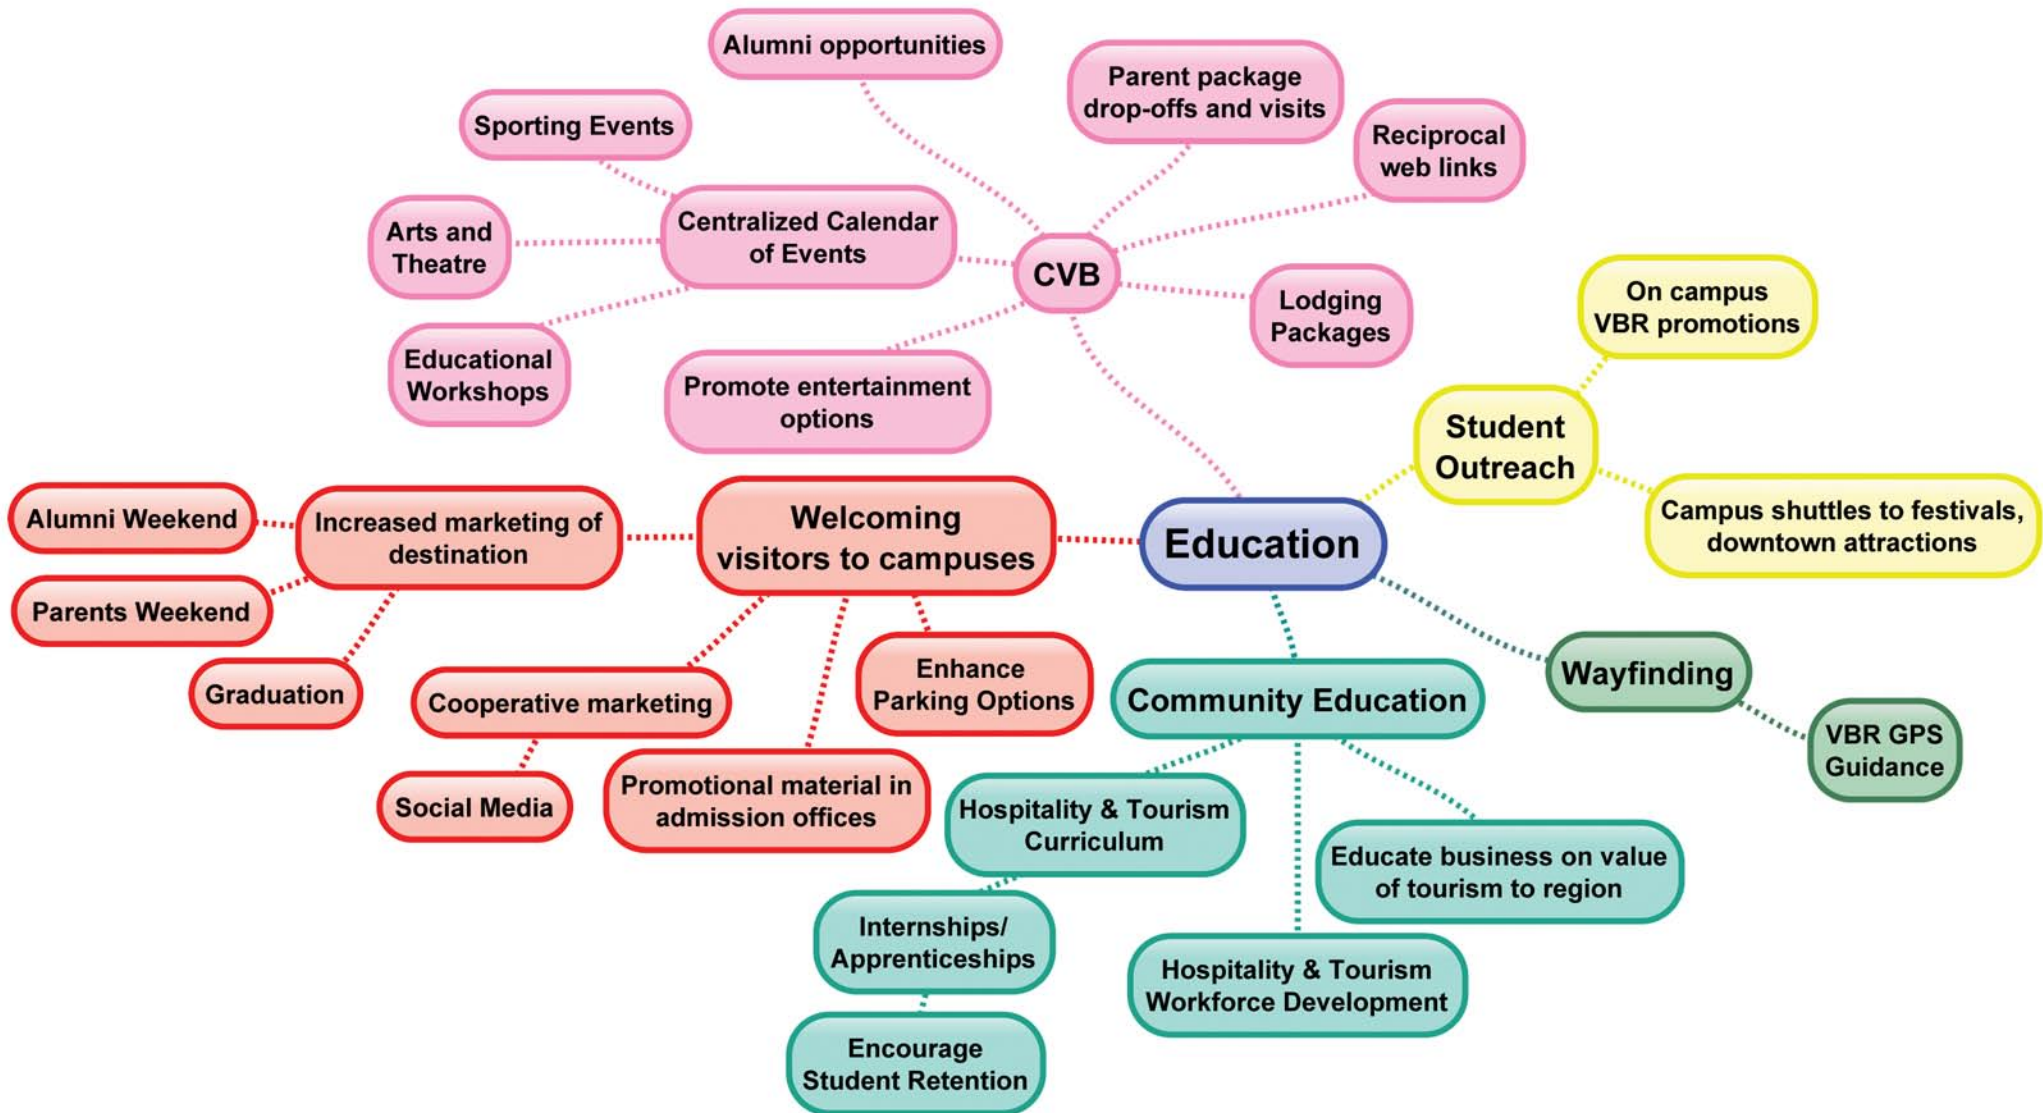 Alumni opportunities
Parent package
drop-offs and visits
Reciprocal
web links
Sporting Events
Centralized Calendar
of Events
Arts and
Theatre
Educational
Workshops
CVB
Lodging
Packages
Promote entertainment
options
On campus
VBR promotions
Student
Outreach
Campus shuttles to festivals,
downtown attractions
Education
Welcoming
visitors to campuses
Increased marketing of
destination
Alumni Weekend
Parents Weekend
Graduation
Cooperative marketing
Social Media
Promotional material in
admission offices
Enhance
Parking Options
Community Education
Wayfinding
VBR GPS
Guidance
Hospitality & Tourism
Curriculum
Educate business on value
of tourism to region
Internships/
Apprenticeships
Hospitality & Tourism
Workforce Development
Encourage
Student Retention